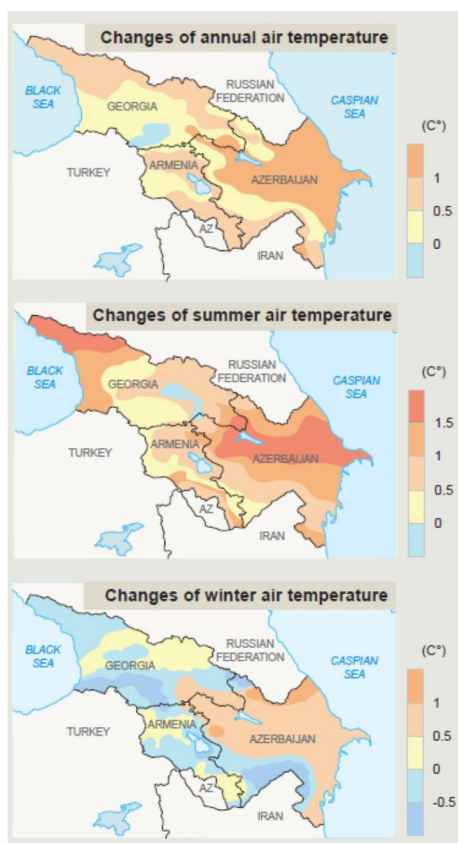 Changes of annual air temperature
BLACK
SEA
RUSSIAN
FEDERATION
CASPIAN
SEA
GEORGIA
(C°)
TURKEY
ARMENIA
AZERBAIJAN
1
0.5
0
AZ
IRAN
Changes of summer air temperature
BLACK
SEA
RUSSIAN
FEDERATION
CASPIAN
SEA
(C°)
GEORGIA
1.5
TURKEY
ARMENIA
AZERBAIJAN
1
0.5
0
AZ
IRAN
Changes of winter air temperature
BLACK
SEA
RUSSIAN
FEDERATION
CASPIAN
SEA
(C°)
GEORGIA
1
TURKEY
ARMENIA
AZERBAIJAN
0.5
0
-0.5
AZ
IRAN